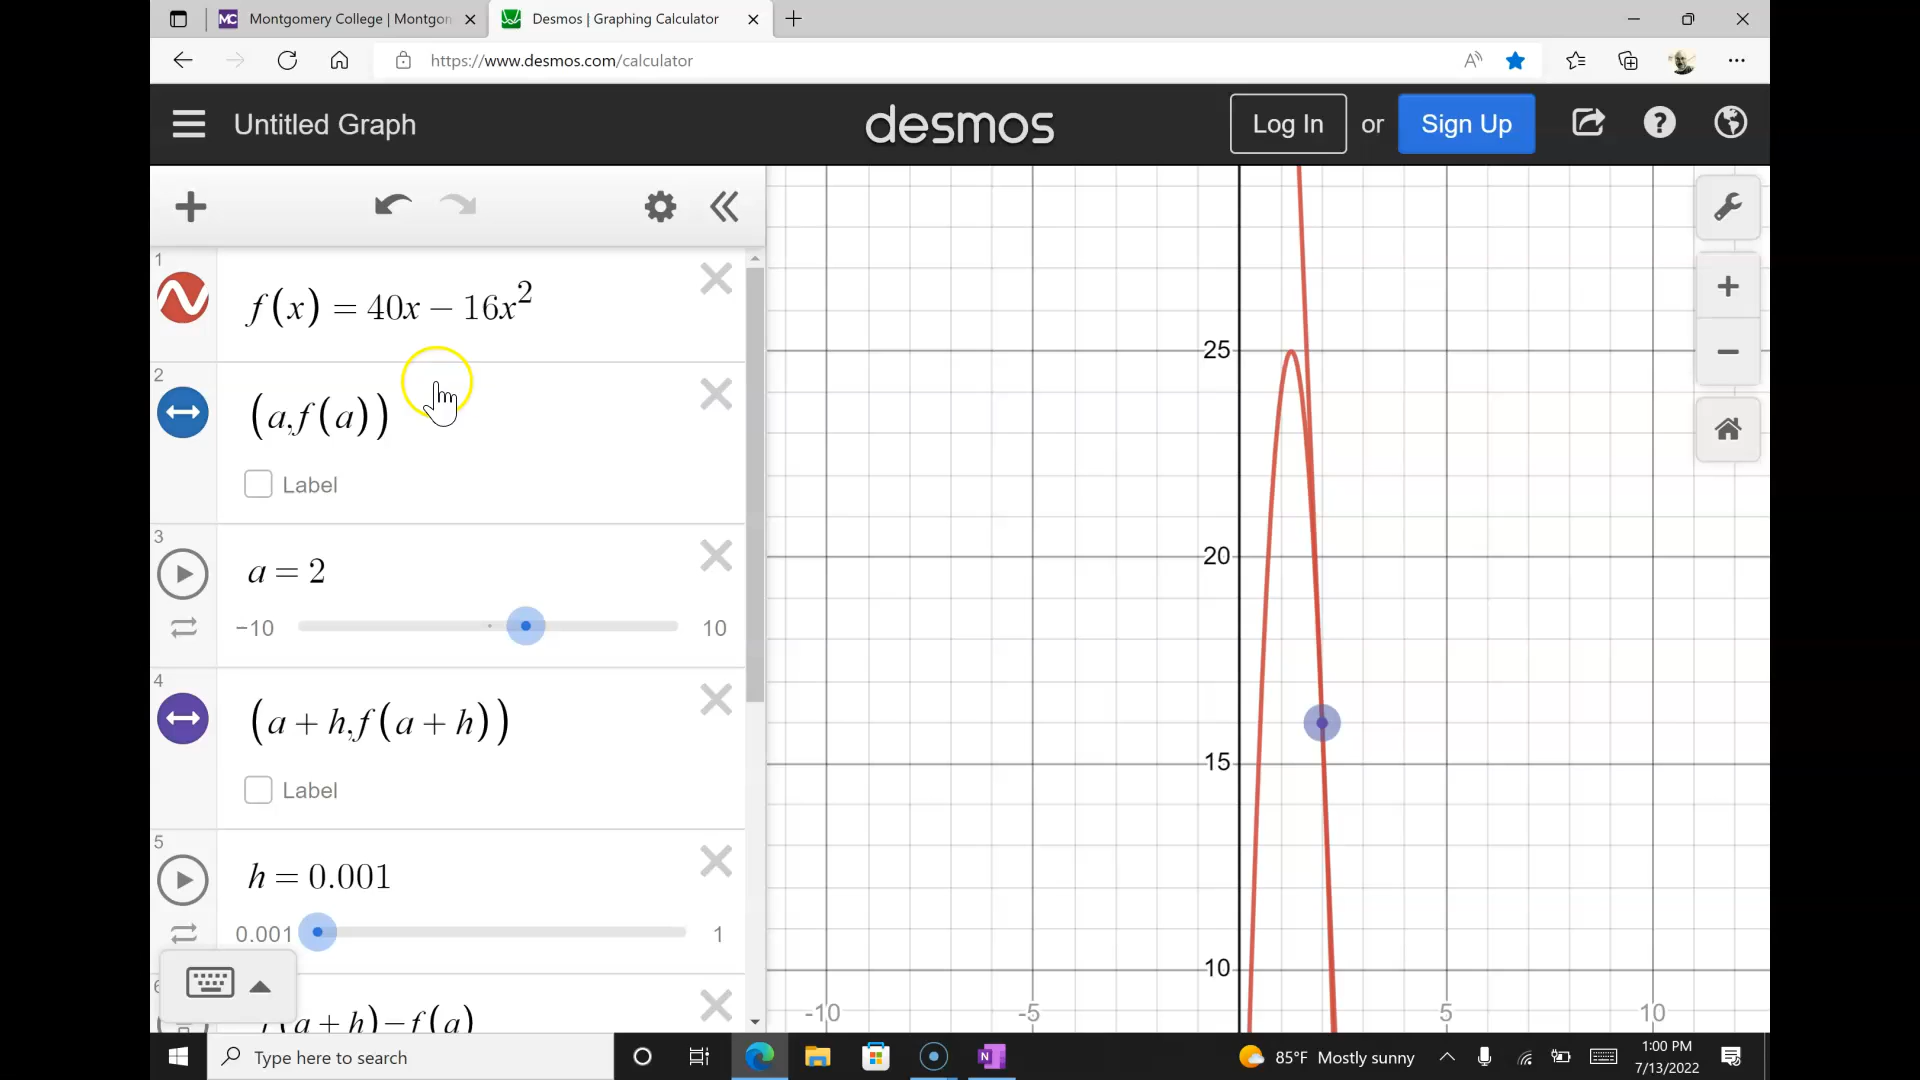 Montgomery College | Montgon
Desmos | Graphing Calculator
https://www.desmos.com/calculator
Untitled Graph
desmos
Log In
or
Sign Up
1
f(x) = 40x − 16x²
2
(a,f(a))
Label
3
a = 2
−10
10
4
(a + h,f(a + h))
Label
5
h = 0.001
0.001
1
6
f(a + h)−f(a)
25
20
15
10
-10
-5
5
10
Type here to search
N
85°F Mostly sunny
1:00 PM
7/13/2022